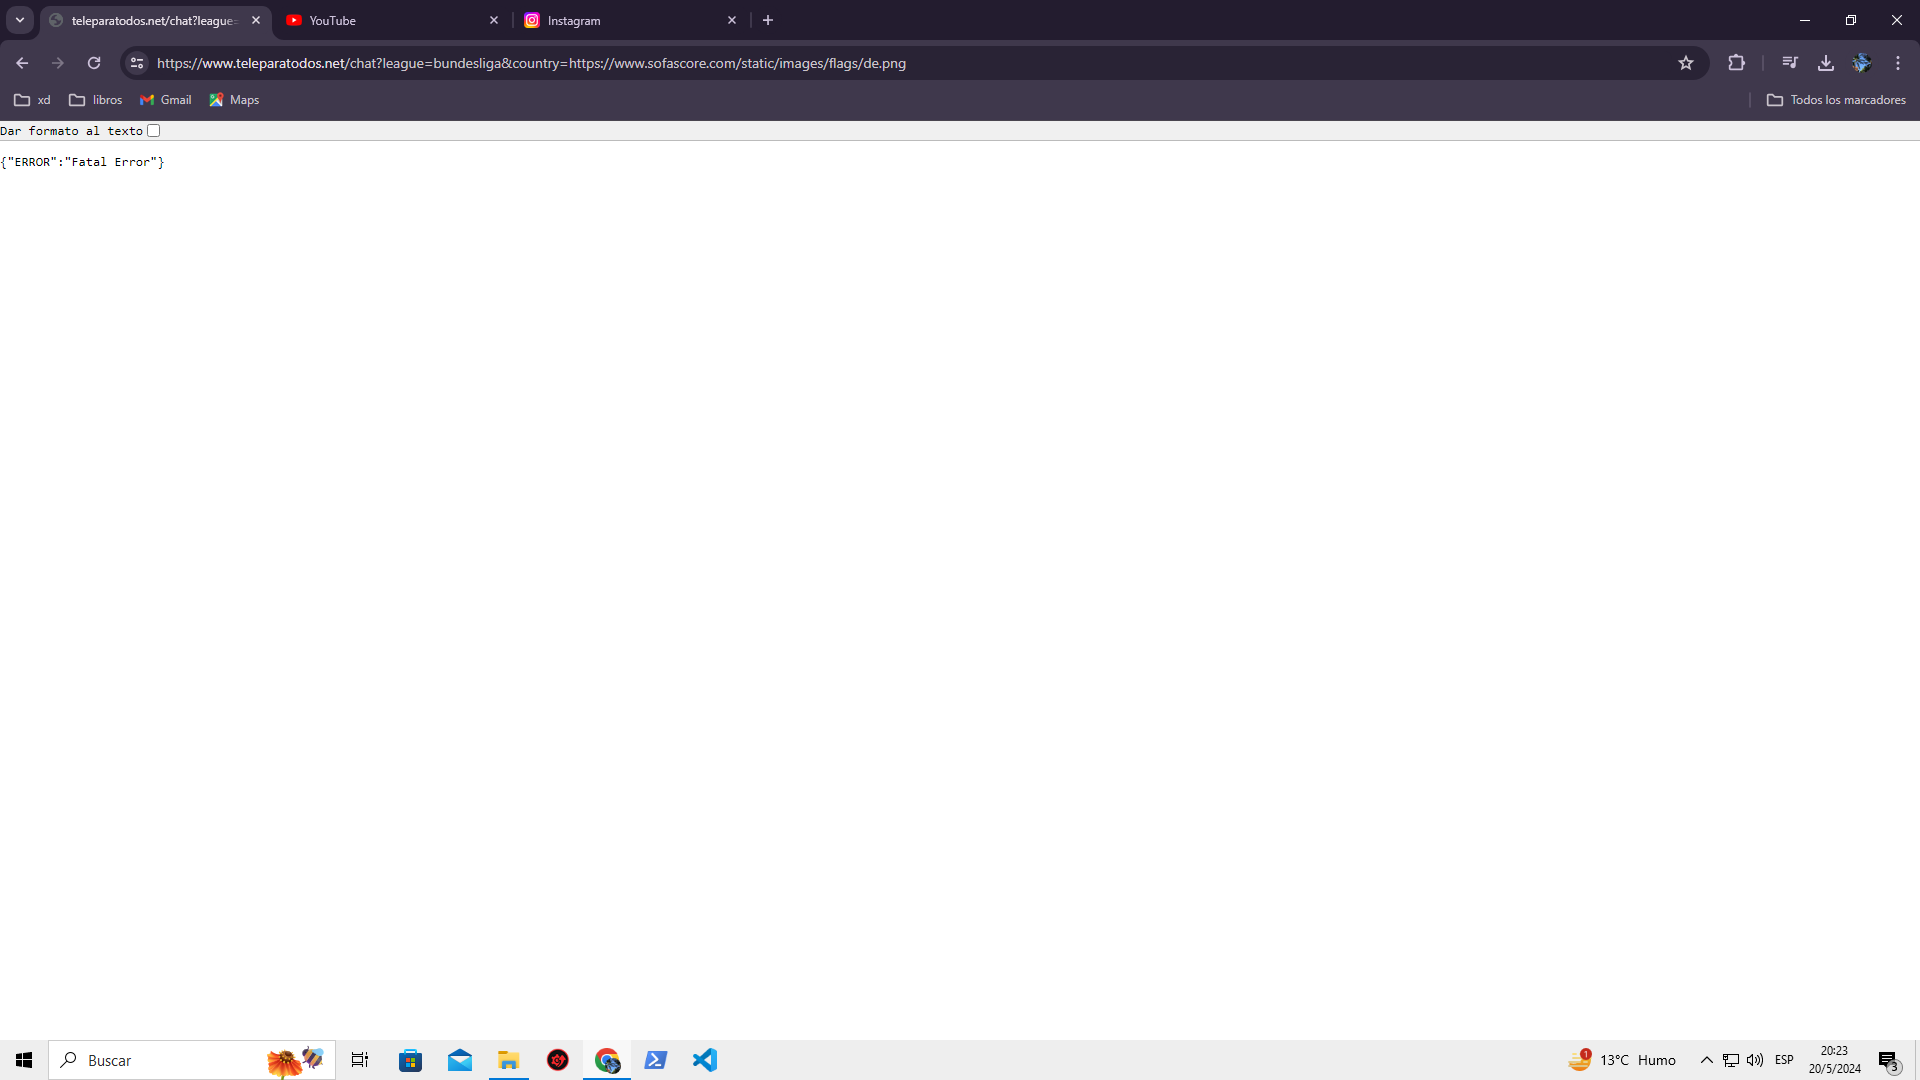 teleparatodos.net/chat?league=
YouTube
Instagram
https://www.teleparatodos.net/chat?league=bundesliga&country=https://www.sofascore.com/static/images/flags/de.png
xd
libros
Gmail
Maps
Todos los marcadores
Dar formato al texto
{"ERROR":"Fatal Error"}
Buscar
1
13°C Humo
ESP
20:23
20/5/2024
3